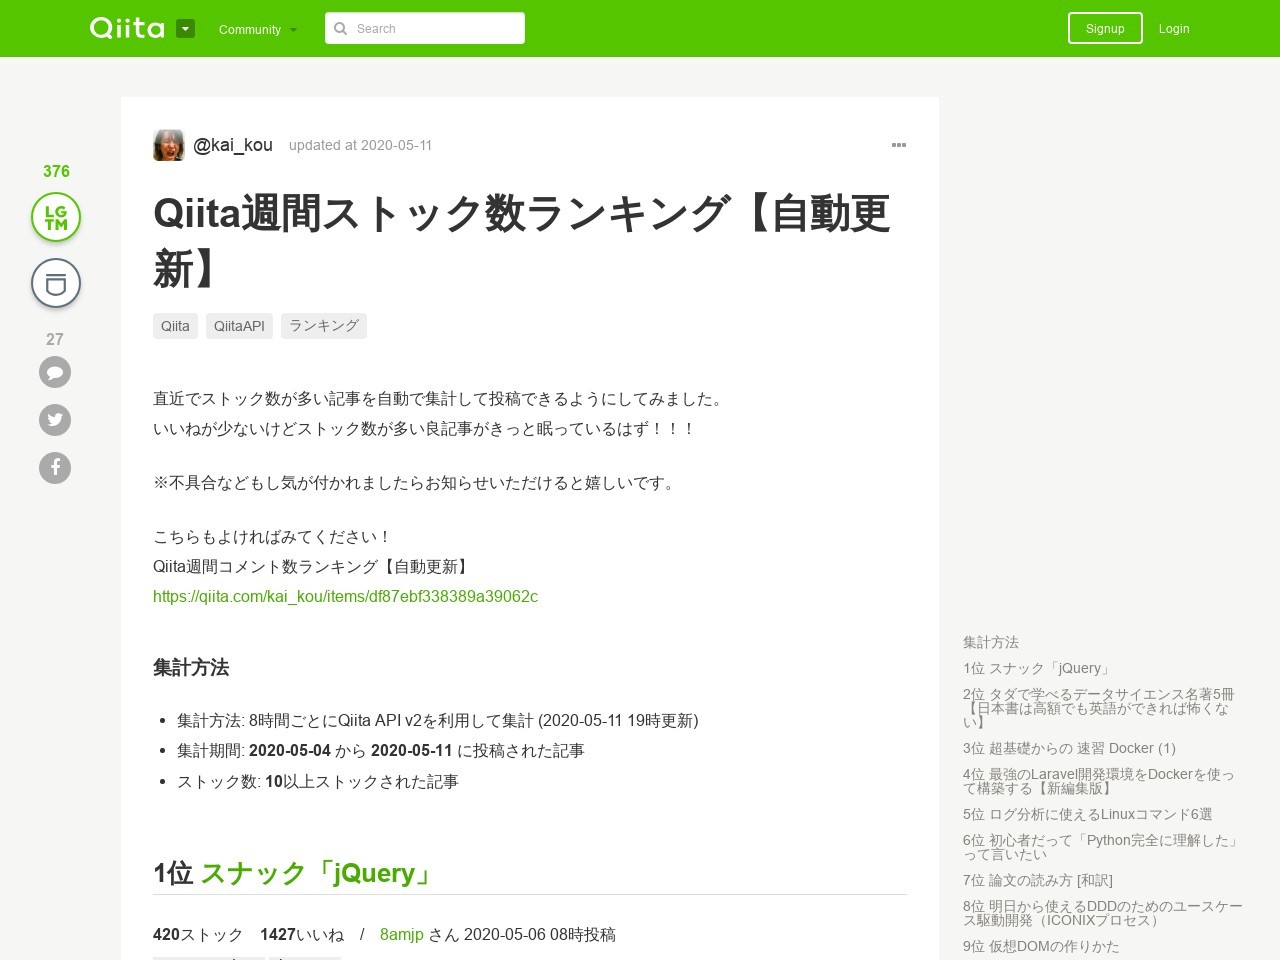 Qiita
Community
Search
Signup
Login
376
LG
TM
27
@kai_kou
updated at 2020-05-11
Qiita週間ストック数ランキング【自動更
新】
Qiita
QiitaAPI
ランキング
直近でストック数が多い記事を自動で集計して投稿できるようにしてみました。
いいねが少ないけどストック数が多い良記事がきっと眠っているはず！！！
※不具合などもし気が付かれましたらお知らせいただけると嬉しいです。
こちらもよければみてください！
Qiita週間コメント数ランキング【自動更新】
https://qiita.com/kai_kou/items/df87ebf338389a39062c
集計方法
集計方法: 8時間ごとにQiita API v2を利用して集計 (2020-05-11 19時更新)
集計期間: 2020-05-04 から 2020-05-11 に投稿された記事
ストック数: 10以上ストックされた記事
1位 スナック「jQuery」
420ストック　1427いいね　/　8amjp さん 2020-05-06 08時投稿
集計方法
1位 スナック「jQuery」
2位 タダで学べるデータサイエンス名著5冊
【日本書は高額でも英語ができれば怖くな
い】
3位 超基礎からの 速習 Docker (1)
4位 最強のLaravel開発環境をDockerを使っ
て構築する【新編集版】
5位 ログ分析に使えるLinuxコマンド6選
6位 初心者だって「Python完全に理解した」
って言いたい
7位 論文の読み方 [和訳]
8位 明日から使えるDDDのためのユースケー
ス駆動開発（ICONIXプロセス）
9位 仮想DOMの作りかた